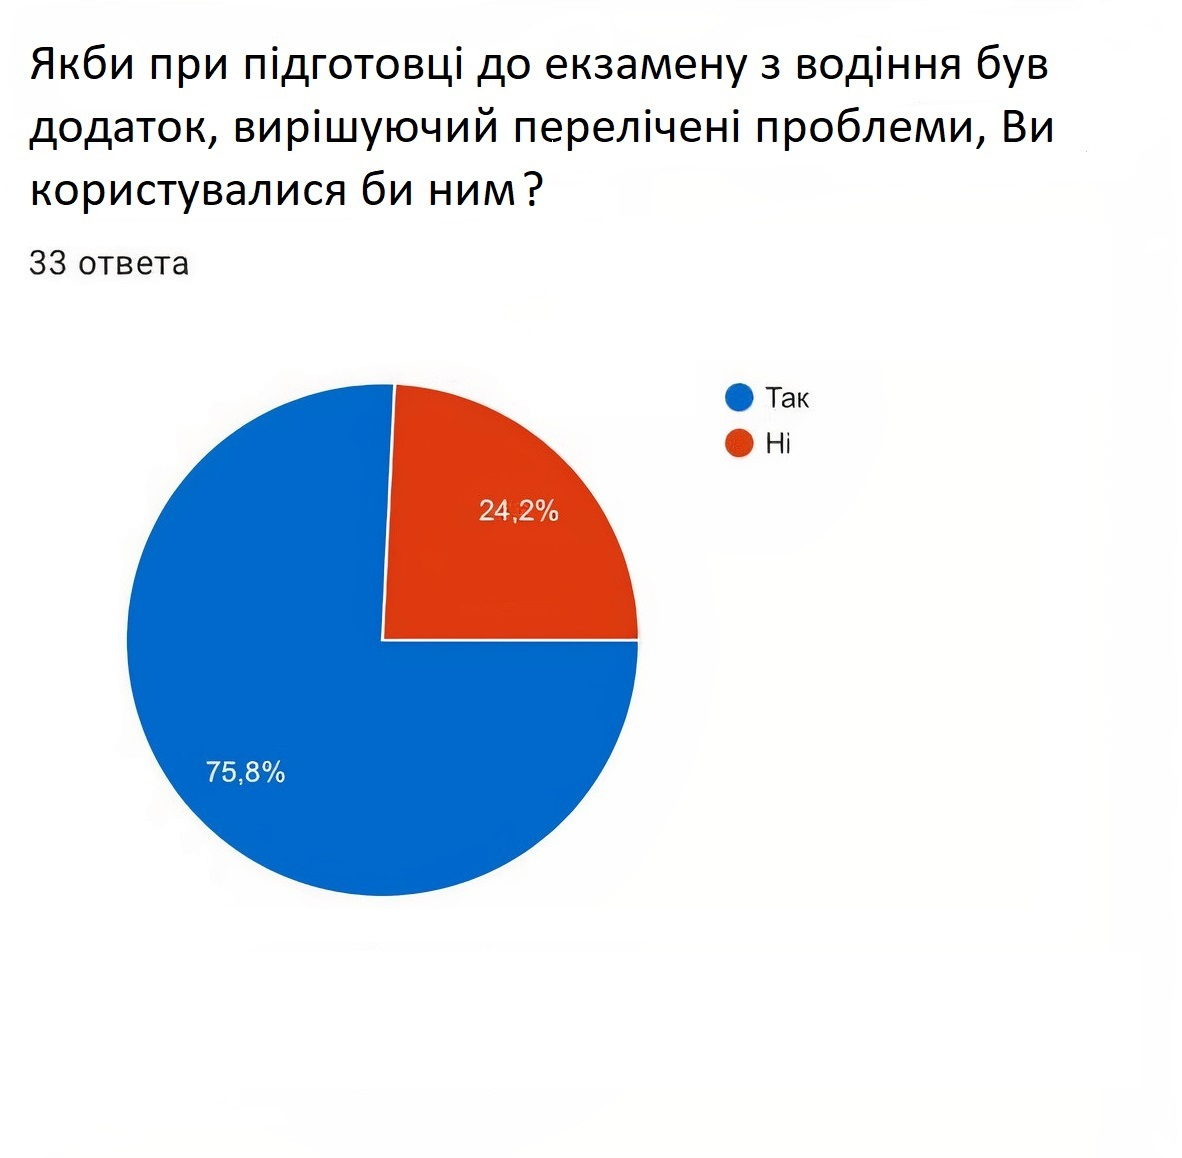 Якби при підготовці до екзамену з водіння був
додаток, вирішуючий перелічені проблеми, Ви
користувалися би ним?
33 ответа
Так
Ні
24,2%
75,8%